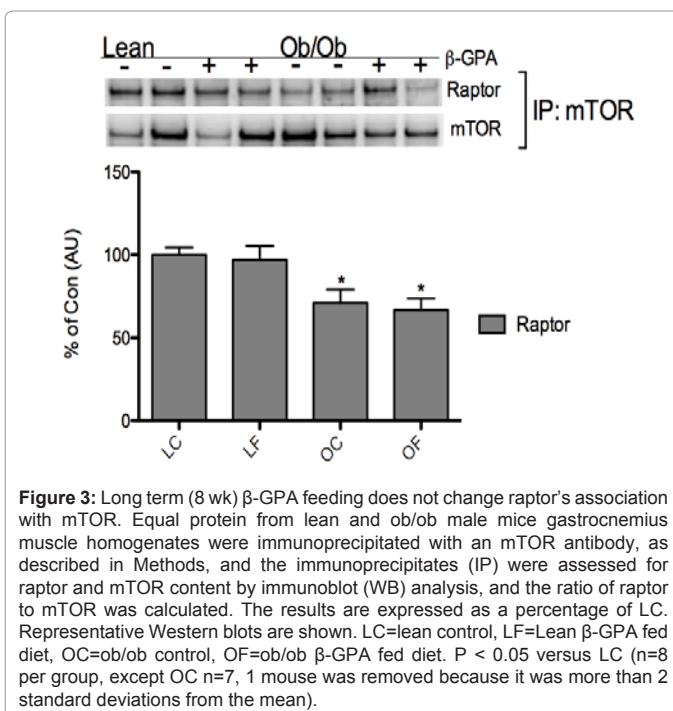 Lean Ob/Ob
- - + + - - + + β-GPA
Raptor
mTOR
IP: mTOR
150
100
50
0
% of Con (AU)
*
*
Raptor
LC LF OC OF
Figure 3: Long term (8 wk) β-GPA feeding does not change raptor's association
with mTOR. Equal protein from lean and ob/ob male mice gastrocnemius
muscle homogenates were immunoprecipitated with an mTOR antibody, as
described in Methods, and the immunoprecipitates (IP) were assessed for
raptor and mTOR content by immunoblot (WB) analysis, and the ratio of raptor
to mTOR was calculated. The results are expressed as a percentage of LC.
Representative Western blots are shown. LC=lean control, LF=Lean β-GPA fed
diet, OC=ob/ob control, OF=ob/ob β-GPA fed diet. P < 0.05 versus LC (n=8
per group, except OC n=7, 1 mouse was removed because it was more than 2
standard deviations from the mean).